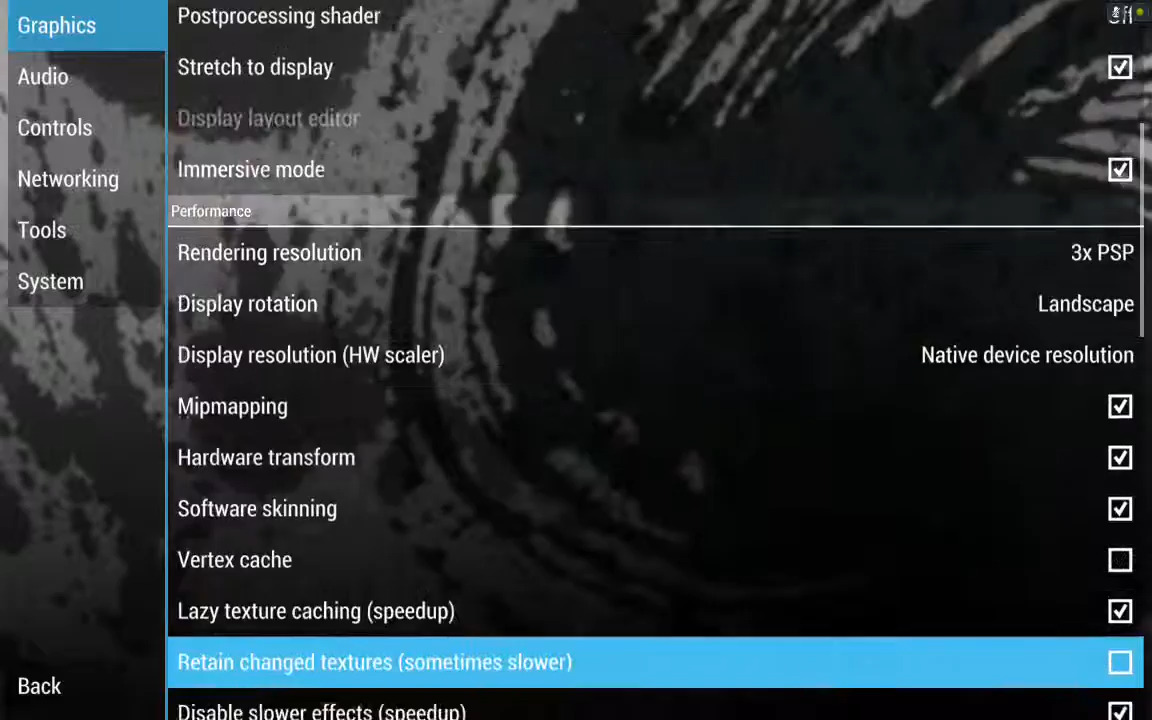 Graphics
Audio
Controls
Networking
Tools
System
Back
Postprocessing shader
Stretch to display
Display layout editor
Immersive mode
Performance
Rendering resolution 3x PSP
Display rotation Landscape
Display resolution (HW scaler) Native device resolution
Mipmapping
Hardware transform
Software skinning
Vertex cache
Lazy texture caching (speedup)
Retain changed textures (sometimes slower)
Disable slower effects (speedup)